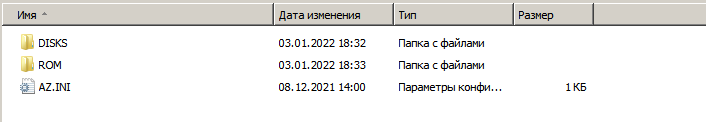 Имя Дата изменения Тип Размер
DISKS 03.01.2022 18:32 Папка с файлами
ROM 03.01.2022 18:33 Папка с файлами
AZ.INI 08.12.2021 14:00 Параметры конфи... 1 КБ